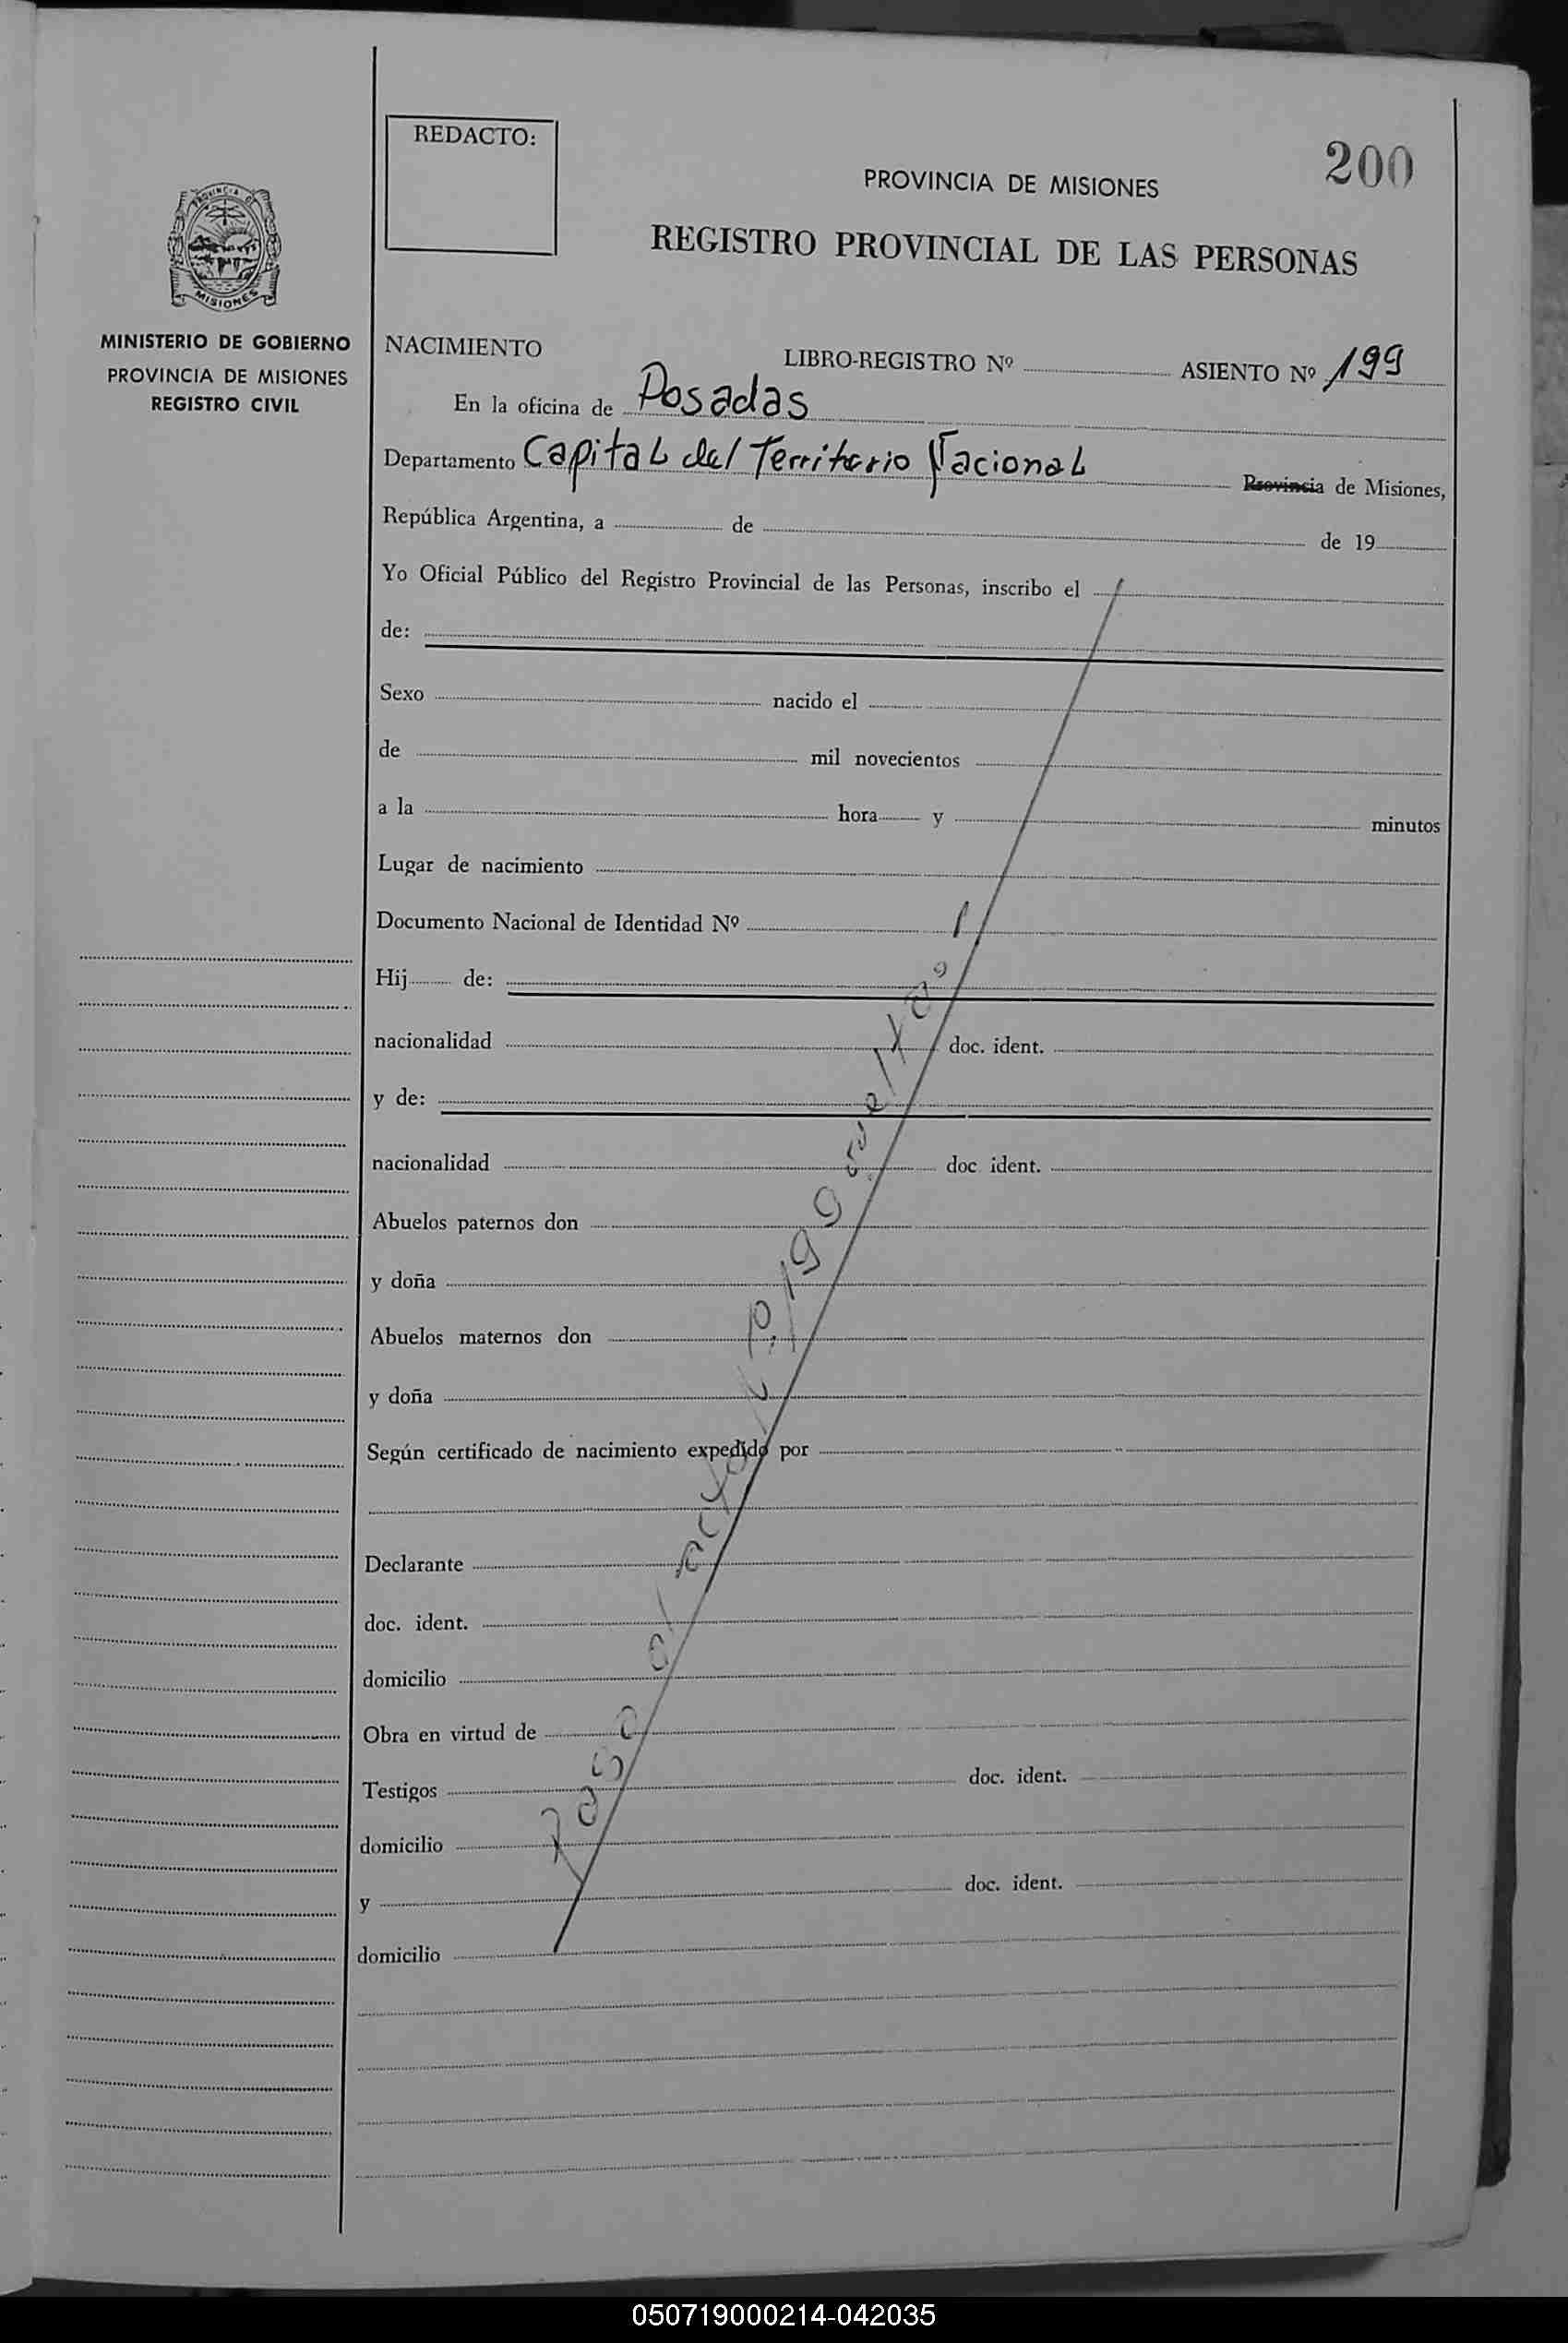 REDACTO:
200
PROVINCIA DE MISIONES
REGISTRO PROVINCIAL DE LAS PERSONAS
PROVINCIA DE
MISIONES
MINISTERIO DE GOBIERNO
PROVINCIA DE MISIONES
REGISTRO CIVIL
NACIMIENTO LIBRO-REGISTRO Nº ASIENTO Nº 199
En la oficina de Posadas
Departamento Capital del Territorio Nacional Provincia de Misiones,
República Argentina, a de de 19
Yo Oficial Público del Registro Provincial de las Personas, inscribo el
de:
Sexo nacido el
de mil novecientos
a la hora y minutos
Lugar de nacimiento
Documento Nacional de Identidad Nº
Hij de:
nacionalidad doc. ident.
y de:
nacionalidad doc ident.
Abuelos paternos don
y doña
Abuelos maternos don
y doña
Según certificado de nacimiento expedido por
Declarante
doc. ident.
domicilio
Obra en virtud de
Testigos doc. ident.
domicilio
y doc. ident.
domicilio
al acta 199
050719000214-042035